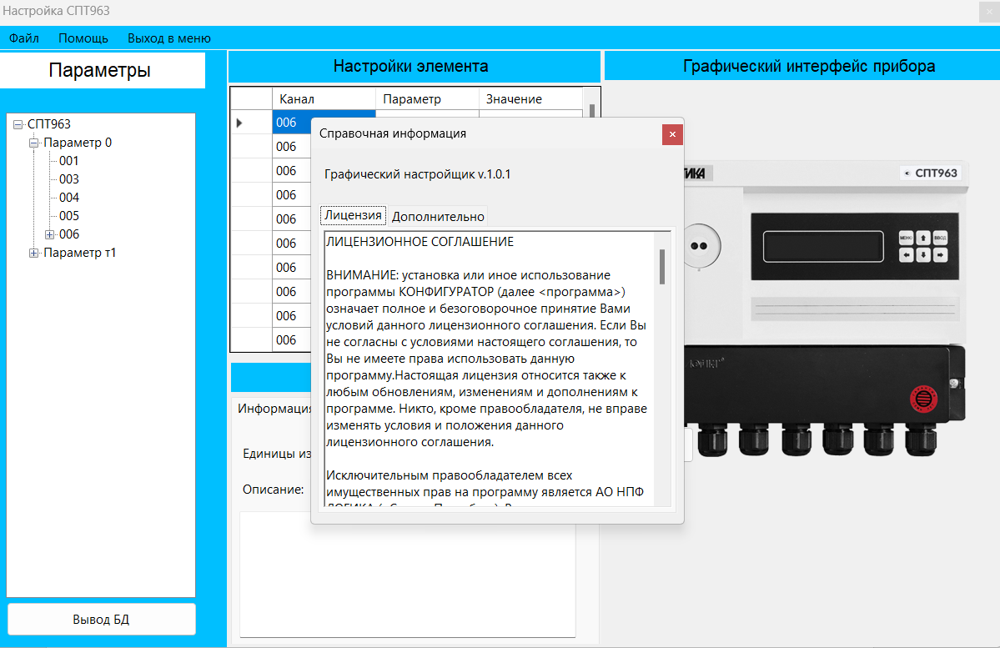 Настройка СПТ963
Файл Помощь Выход в меню
Параметры
СПТ963
Параметр 0
001
003
004
005
006
Параметр т1
Вывод БД
Настройки элемента
Канал Параметр Значение
006
006
006
006
006
006
006
006
006
006
Информация
Единицы из
Описание:
Справочная информация
Графический настройщик v.1.0.1
Лицензия Дополнительно
ЛИЦЕНЗИОННОЕ СОГЛАШЕНИЕ
ВНИМАНИЕ: установка или иное использование
программы КОНФИГУРАТОР (далее <программа>)
означает полное и безоговорочное принятие Вами
условий данного лицензионного соглашения. Если Вы
не согласны с условиями настоящего соглашения, то
Вы не имеете права использовать данную
программу.Настоящая лицензия относится также к
любым обновлениям, изменениям и дополнениям к
программе. Никто, кроме правообладателя, не вправе
изменять условия и положения данного
лицензионного соглашения.
Исключительным правообладателем всех
имущественных прав на программу является АО НПФ
Графический интерфейс прибора
ИКА
СПТ963
МЕНЮ ВВОД